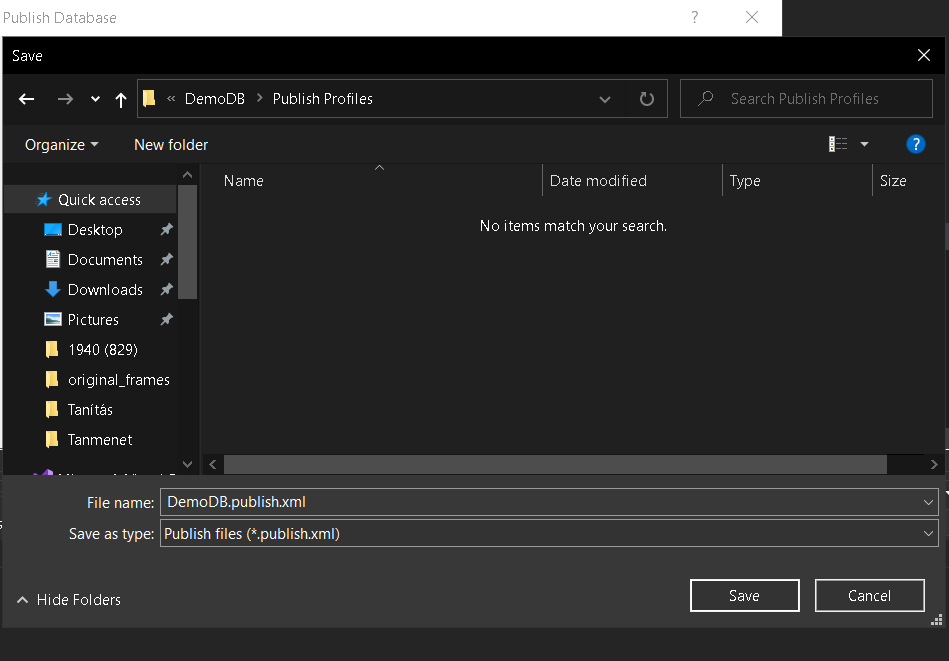 Publish Database ?
Save
« DemoDB > Publish Profiles Search Publish Profiles
Organize New folder ?
Name Date modified Type Size
No items match your search.
Quick access
Desktop
Documents
Downloads
Pictures
1940 (829)
original_frames
Tanítás
Tanmenet
File name: DemoDB.publish.xml
Save as type: Publish files (*.publish.xml)
Hide Folders Save Cancel